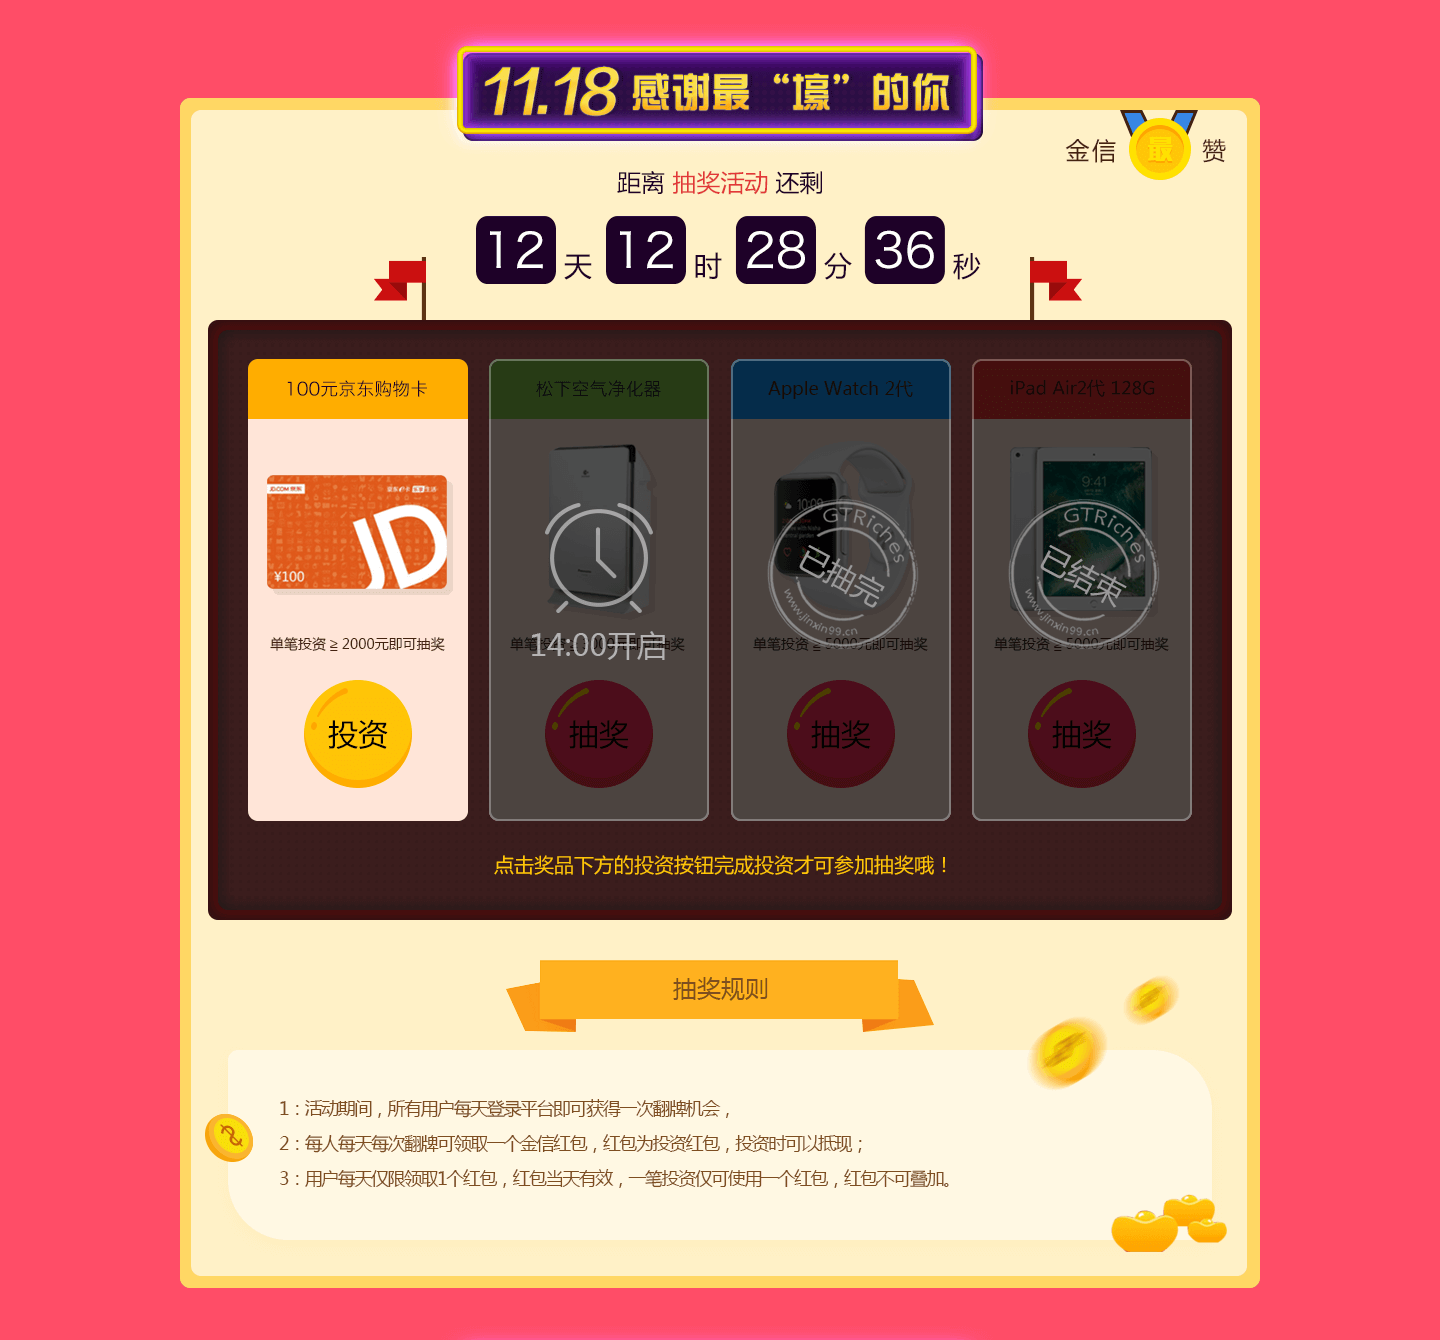 11.18 感谢最“壕”的你
金信 最 赞
距离 抽奖活动 还剩
12 天 12 时 28 分 36 秒
100元京东购物卡
JD.COM 京东
JD
¥100
单笔投资 ≥ 2000元即可抽奖
投资
松下空气净化器
14:00开启
抽奖
Apple Watch 2代
10:09
GTRiches
已抽完
www.jinxin99.cn
单笔投资 ≥ 5000元即可抽奖
抽奖
iPad Air2代 128G
9:41
GTRiches
已结束
www.jinxin99.cn
单笔投资 ≥ 5000元即可抽奖
抽奖
点击奖品下方的投资按钮完成投资才可参加抽奖哦！
抽奖规则
1：活动期间，所有用户每天登录平台即可获得一次翻牌机会，
2：每人每天每次翻牌可领取一个金信红包，红包为投资红包，投资时可以抵现；
3：用户每天仅限领取1个红包，红包当天有效，一笔投资仅可使用一个红包，红包不可叠加。